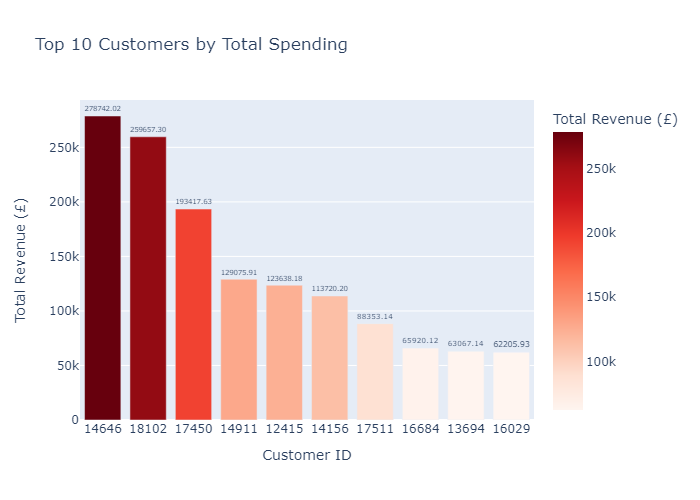 Top 10 Customers by Total Spending
Total Revenue (£)
278742.02
259657.30
193417.63
129075.91
123638.18
113720.20
88353.14
65920.12
63067.14
62205.93
250k
200k
150k
100k
50k
0
14646 18102 17450 14911 12415 14156 17511 16684 13694 16029
Customer ID
Total Revenue (£)
250k
200k
150k
100k